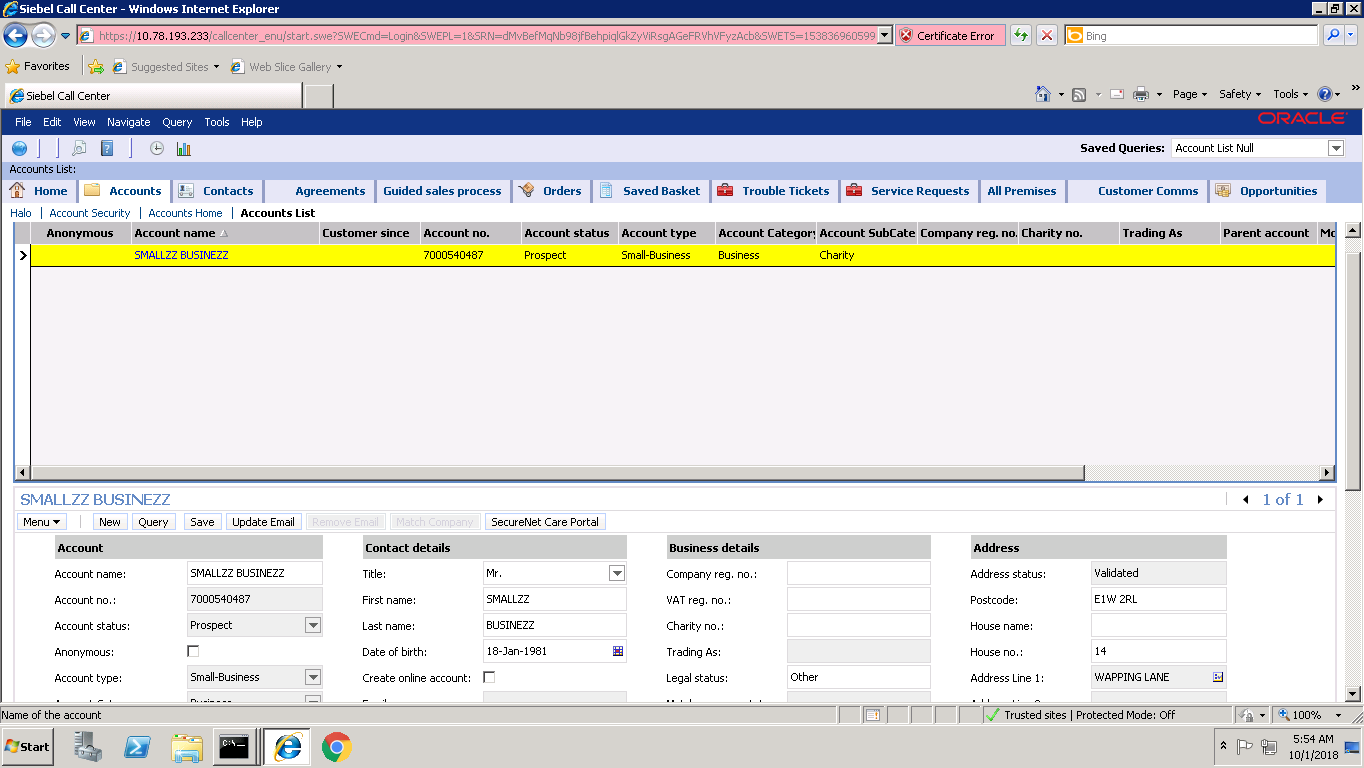 Siebel Call Center - Windows Internet Explorer
https://10.78.193.233/callcenter_enu/start.swe?SWECmd=Login&SWEPL=1&SRN=dMvBefMqNb98jfBehpiqlGkZyViRsgAGeFRVhVFyzAcb&SWETS=153836960599 Certificate Error Bing
Favorites Suggested Sites Web Slice Gallery
Siebel Call Center Page Safety Tools
File Edit View Navigate Query Tools Help ORACLE
Saved Queries: Account List Null
Accounts List:
Home Accounts Contacts Agreements Guided sales process Orders Saved Basket Trouble Tickets Service Requests All Premises Customer Comms Opportunities
Halo | Account Security | Accounts Home | Accounts List
Anonymous Account name Customer since Account no. Account status Account type Account Category Account SubCate Company reg. no. Charity no. Trading As Parent account Mo
SMALLZZ BUSINEZZ 7000540487 Prospect Small-Business Business Charity
SMALLZZ BUSINEZZ 1 of 1
Menu New Query Save Update Email Remove Email Match Company SecureNet Care Portal
Account Contact details Business details Address
Account name: SMALLZZ BUSINEZZ Title: Mr. Company reg. no.: Address status: Validated
Account no.: 7000540487 First name: SMALLZZ VAT reg. no.: Postcode: E1W 2RL
Account status: Prospect Last name: BUSINEZZ Charity no.: House name:
Anonymous: Date of birth: 18-Jan-1981 Trading As: House no.: 14
Account type: Small-Business Create online account: Legal status: Other Address Line 1: WAPPING LANE
Name of the account Trusted sites | Protected Mode: Off 100%
Start 5:54 AM
10/1/2018